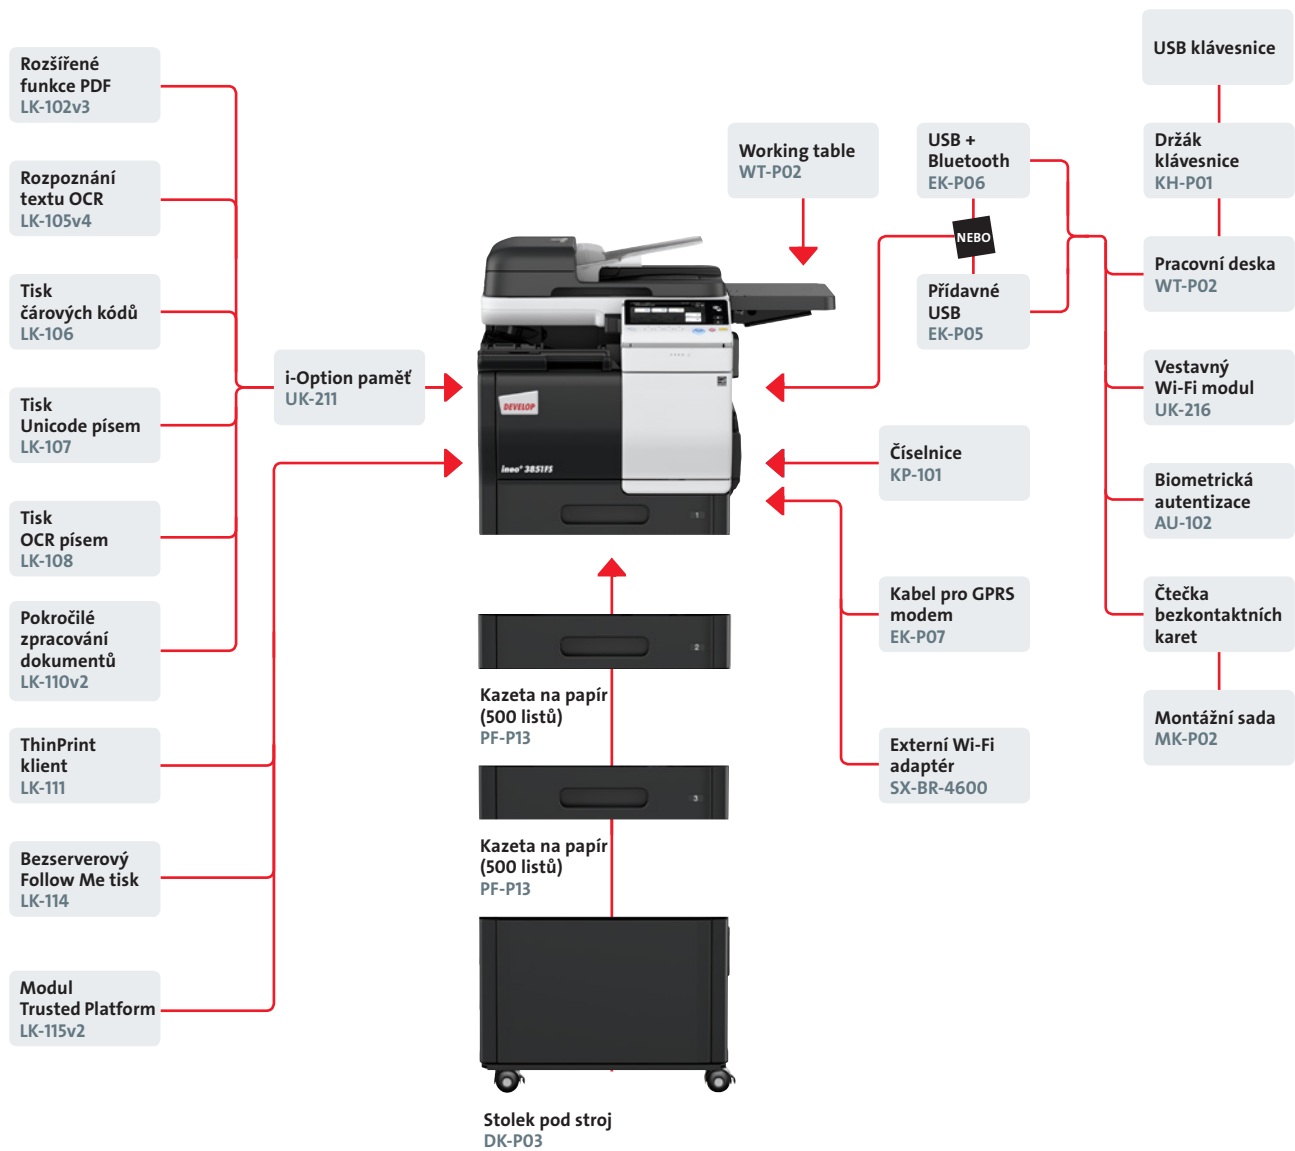 Rozšířené
funkce PDF
LK-102v3
Rozpoznání
textu OCR
LK-105v4
Tisk
čárových kódů
LK-106
Tisk
Unicode písem
LK-107
Tisk
OCR písem
LK-108
Pokročilé
zpracování
dokumentů
LK-110v2
ThinPrint
klient
LK-111
Bezserverový
Follow Me tisk
LK-114
Modul
Trusted Platform
LK-115v2
i-Option paměť
UK-211
DEVELOP
ineo+ 3851FS
1
2
Kazeta na papír
(500 listů)
PF-P13
3
Kazeta na papír
(500 listů)
PF-P13
Stolek pod stroj
DK-P03
Working table
WT-P02
USB +
Bluetooth
EK-P06
NEBO
Přídavné
USB
EK-P05
Číselnice
KP-101
Kabel pro GPRS
modem
EK-P07
Externí Wi-Fi
adaptér
SX-BR-4600
USB klávesnice
Držák
klávesnice
KH-P01
Pracovní deska
WT-P02
Vestavný
Wi-Fi modul
UK-216
Biometrická
autentizace
AU-102
Čtečka
bezkontaktních
karet
Montážní sada
MK-P02